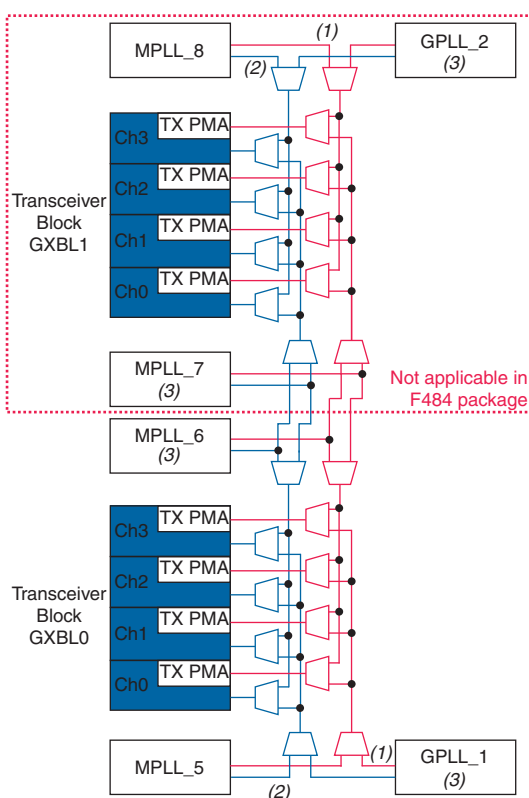 (1)
MPLL_8
(2)
GPLL_2
(3)
TX PMA
Ch3
TX PMA
Ch2
Transceiver
Block
GXBL1
TX PMA
Ch1
TX PMA
Ch0
MPLL_7
(3)
Not applicable in
F484 package
MPLL_6
(3)
TX PMA
Ch3
TX PMA
Ch2
Transceiver
Block
GXBL0
TX PMA
Ch1
TX PMA
Ch0
MPLL_5
(2)
(1)
GPLL_1
(3)